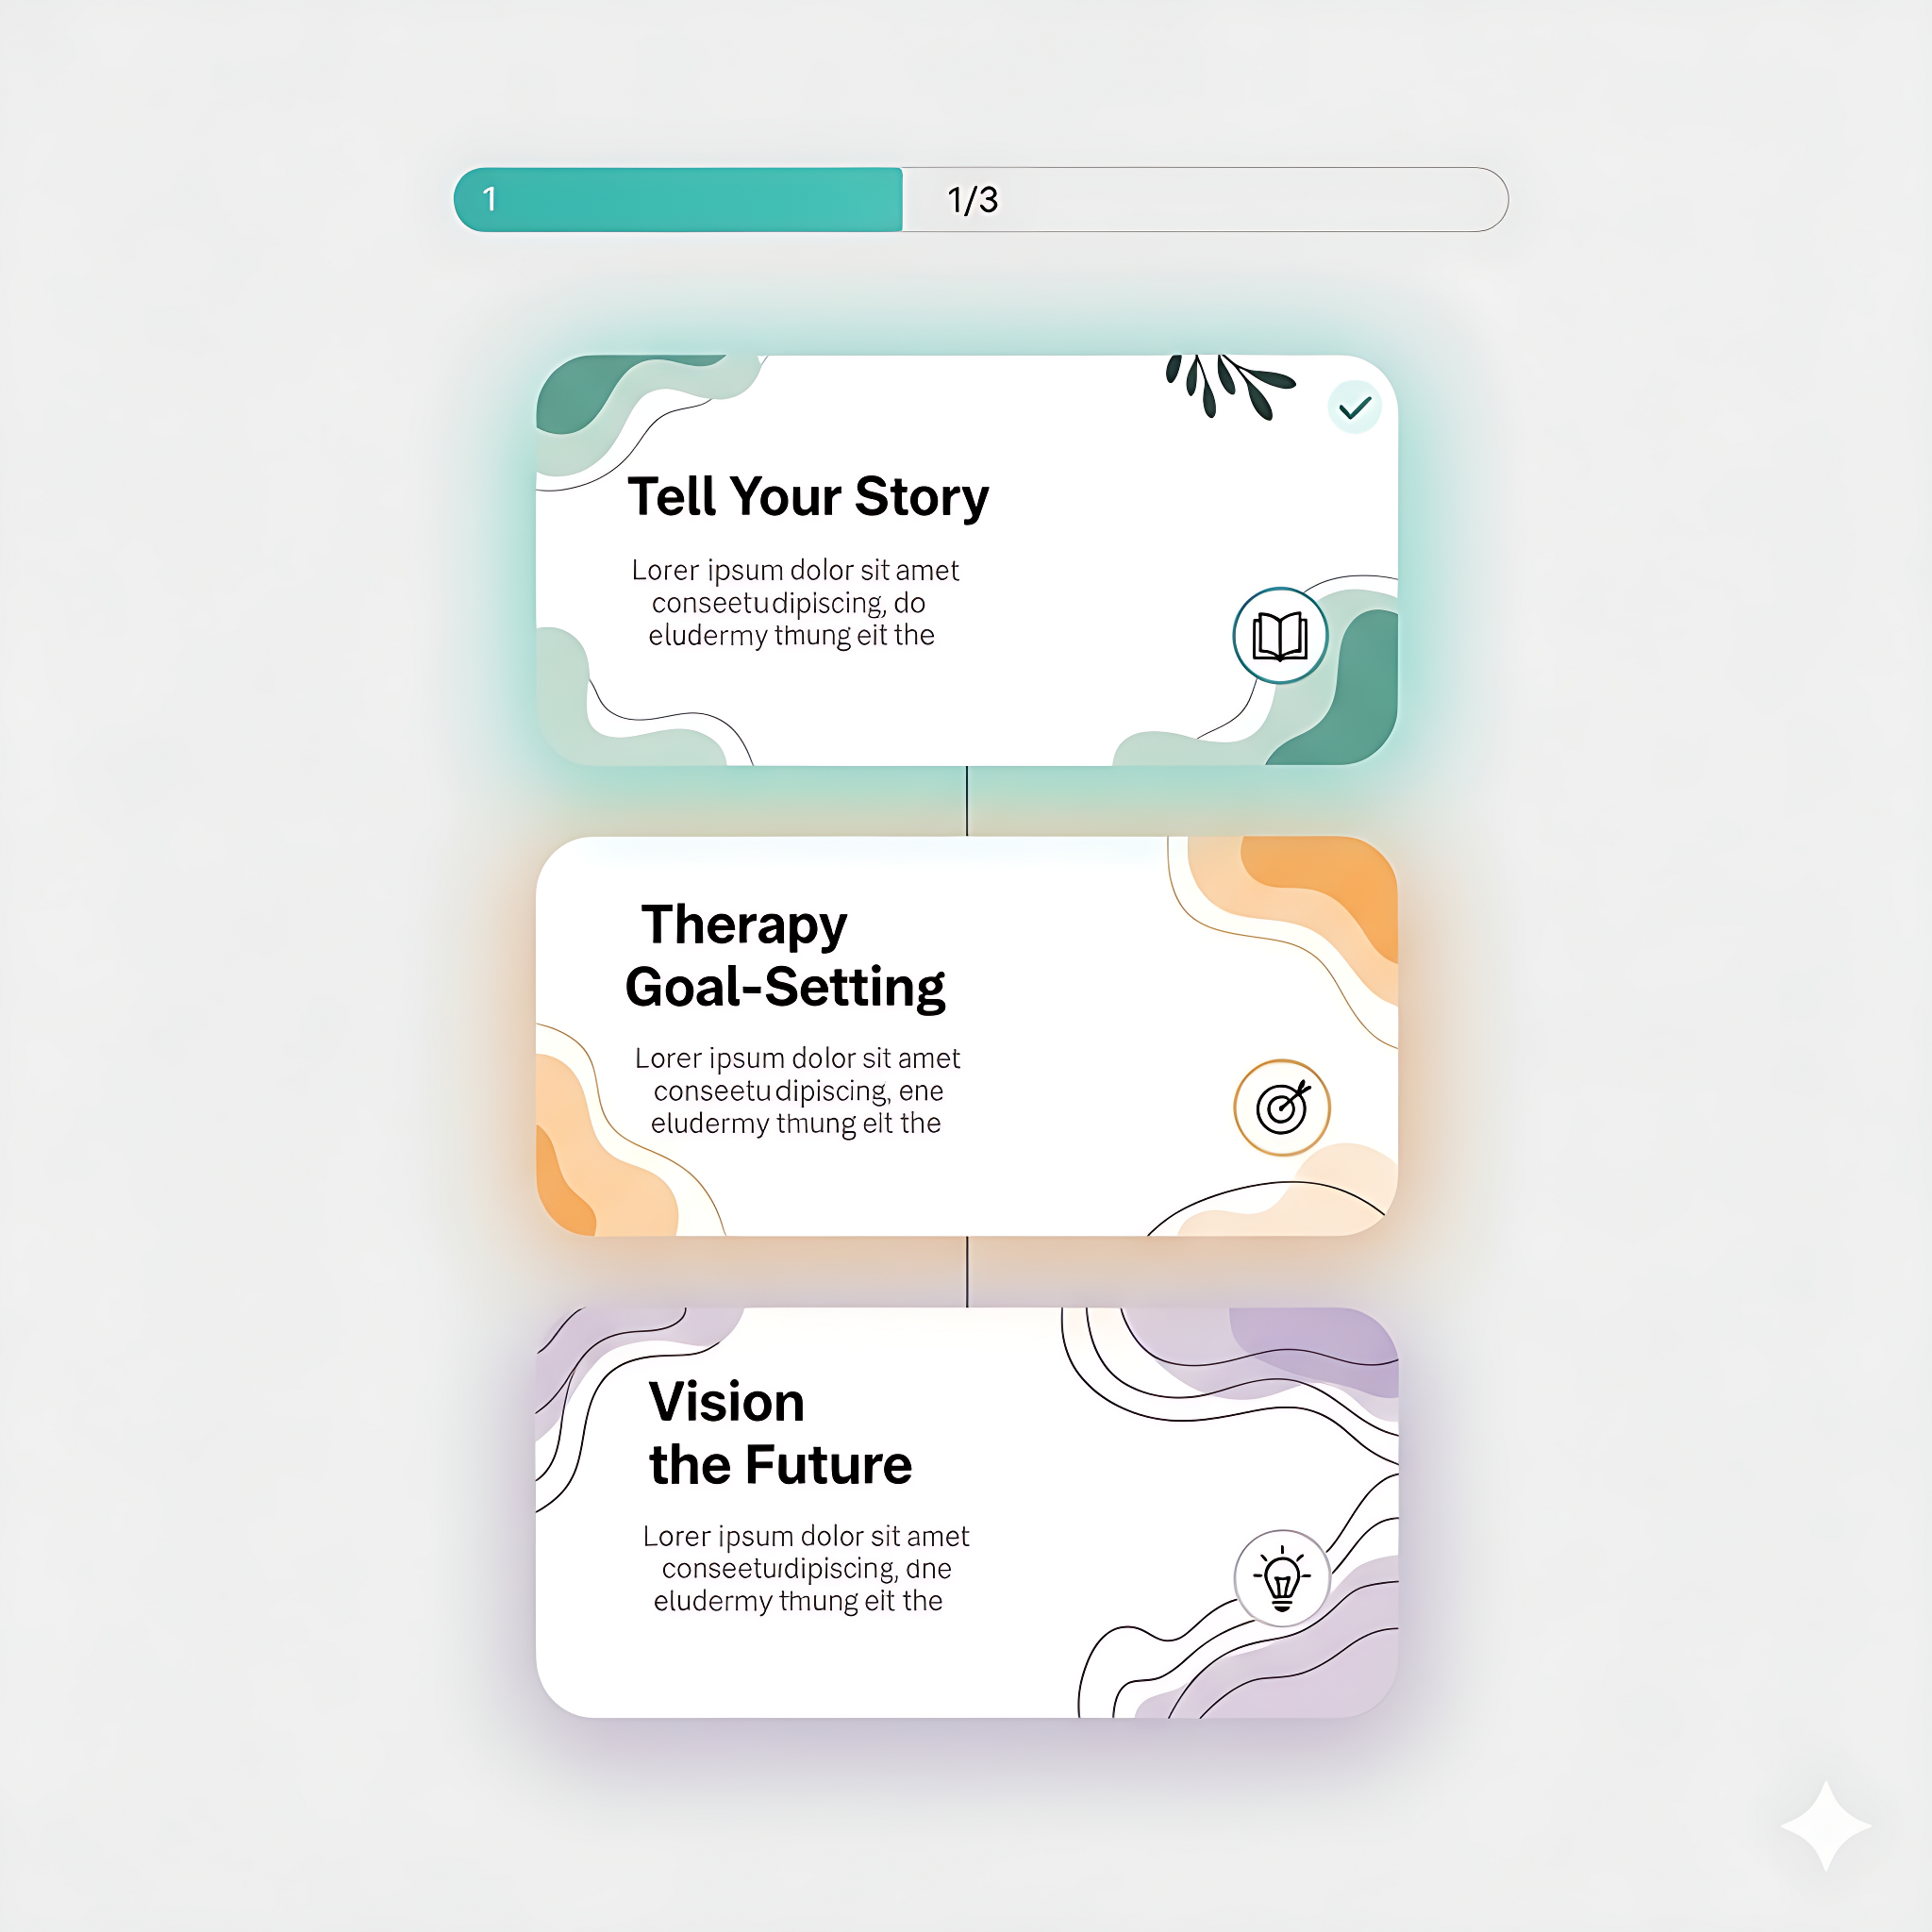 1
1/3
Tell Your Story
Lorer ipsum dolor sit amet
conseetudipiscing, do
eludermy tmung eit the
Therapy
Goal-Setting
Lorer ipsum dolor sit amet
conseetudipiscing, ene
eludermy tmung elt the
Vision
the Future
Lorer ipsum dolor sit amet
conseeturdipiscing, dne
eludermy tmung eit the